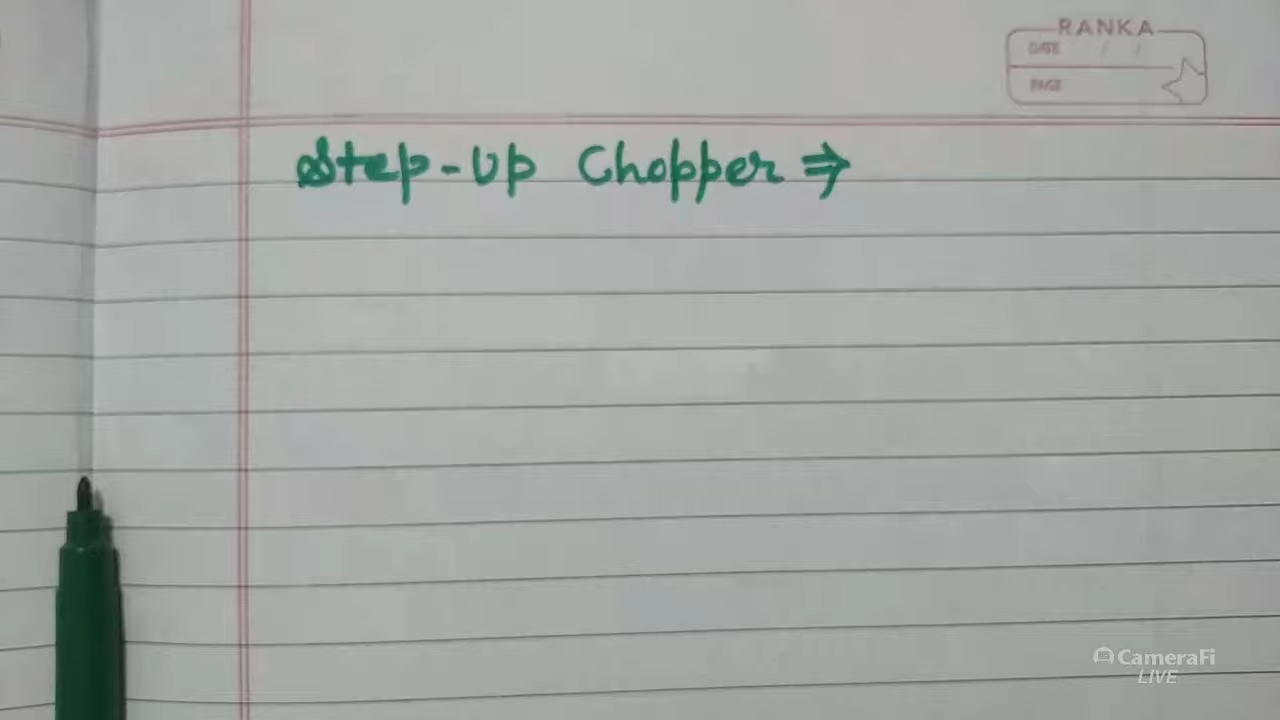 RANKA
DATE / /
PAGE
Step-Up Chopper ⇒
CameraFi
LIVE